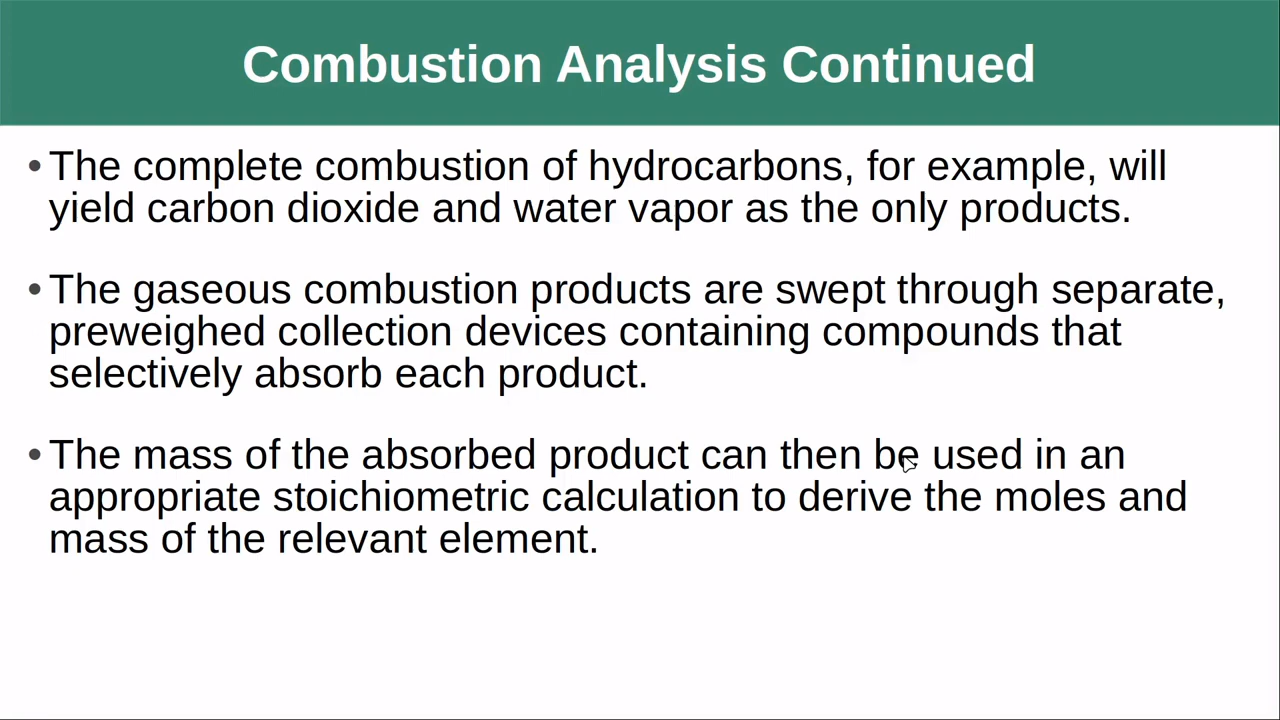 Combustion Analysis Continued
•The complete combustion of hydrocarbons, for example, will
yield carbon dioxide and water vapor as the only products.
•The gaseous combustion products are swept through separate,
preweighed collection devices containing compounds that
selectively absorb each product.
•The mass of the absorbed product can then be used in an
appropriate stoichiometric calculation to derive the moles and
mass of the relevant element.